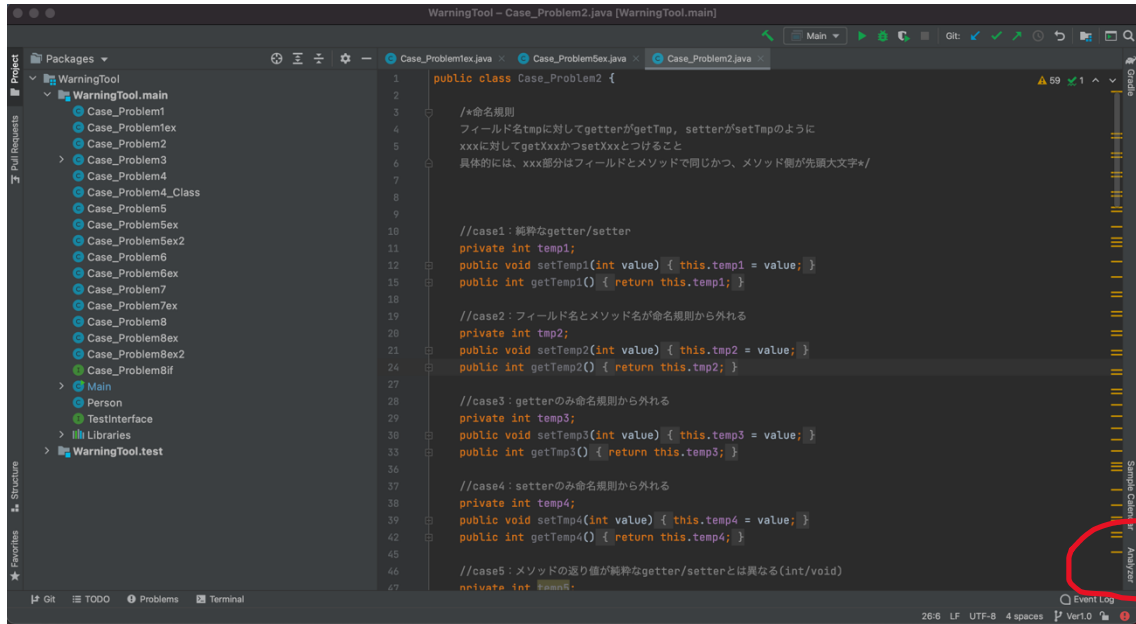 WarningTool – Case_Problem2.java [WarningTool.main]
Main
Git:
Project
Pull Requests
Structure
Favorites
Packages
WarningTool
WarningTool.main
Case_Problem1
Case_Problem1ex
Case_Problem2
Case_Problem3
Case_Problem4
Case_Problem4_Class
Case_Problem5
Case_Problem5ex
Case_Problem5ex2
Case_Problem6
Case_Problem6ex
Case_Problem7
Case_Problem7ex
Case_Problem8
Case_Problem8ex
Case_Problem8ex2
Case_Problem8if
Main
Person
TestInterface
Libraries
WarningTool.test
Case_Problem1ex.java
Case_Problem5ex.java
Case_Problem2.java
59 1
1 public class Case_Problem2 {
2
3 /*命名規則
4 フィールド名tmpに対してgetterがgetTmp, setterがsetTmpのように
5 xxxに対してgetXxxかつsetXxxとつけること
6 具体的には、xxx部分はフィールドとメソッドで同じかつ、メソッド側が先頭大文字*/
7
8
9
10 //case1：純粋なgetter/setter
11 private int temp1;
12 public void setTemp1(int value) { this.temp1 = value; }
15 public int getTemp1() { return this.temp1; }
18
19 //case2：フィールド名とメソッド名が命名規則から外れる
20 private int tmp2;
21 public void setTemp2(int value) { this.tmp2 = value; }
24 public int getTemp2() { return this.tmp2; }
27
28 //case3：getterのみ命名規則から外れる
29 private int temp3;
30 public void setTemp3(int value) { this.temp3 = value; }
33 public int getTmp3() { return this.temp3; }
36
37 //case4：setterのみ命名規則から外れる
38 private int temp4;
39 public void setTmp4(int value) { this.temp4 = value; }
42 public int getTemp4() { return this.temp4; }
45
46 //case5：メソッドの返り値が純粋なgetter/setterとは異なる(int/void)
47 private int temp5;
Gradle
Sample Calendar
Analyzer
Git
TODO
Problems
Terminal
Event Log
26:6 LF UTF-8 4 spaces Ver1.0